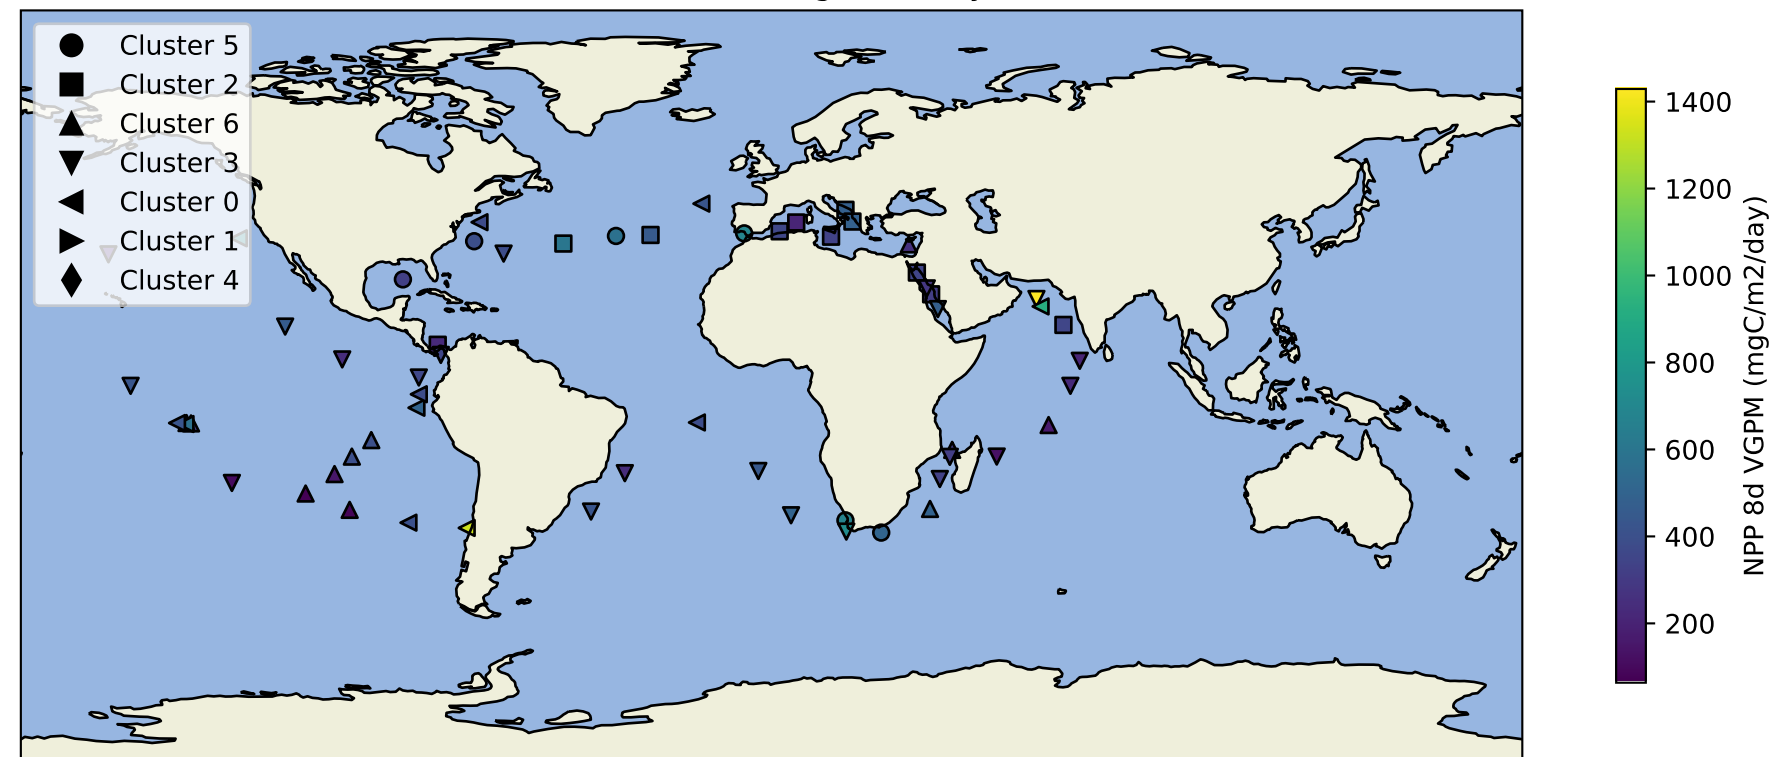 Cluster 5
Cluster 2
Cluster 6
Cluster 3
Cluster 0
Cluster 1
Cluster 4
1400
1200
1000
800
600
400
200
NPP 8d VGPM (mgC/m2/day)